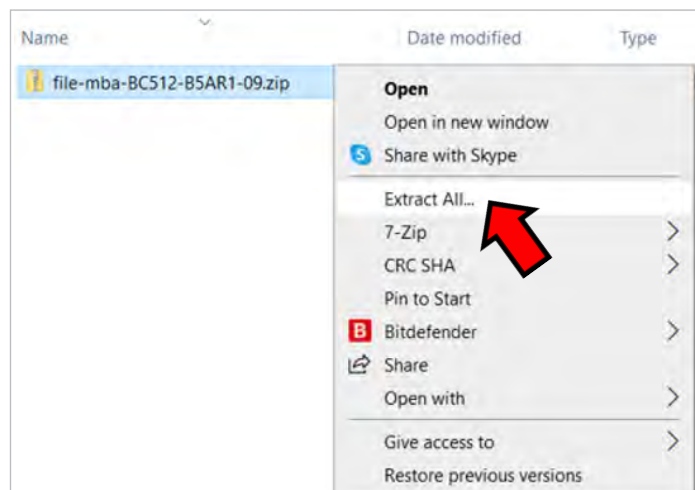 Name Date modified Type
file-mba-BC512-B5AR1-09.zip
Open
Open in new window
Share with Skype
Extract All...
7-Zip
CRC SHA
Pin to Start
B Bitdefender
Share
Open with
Give access to
Restore previous versions